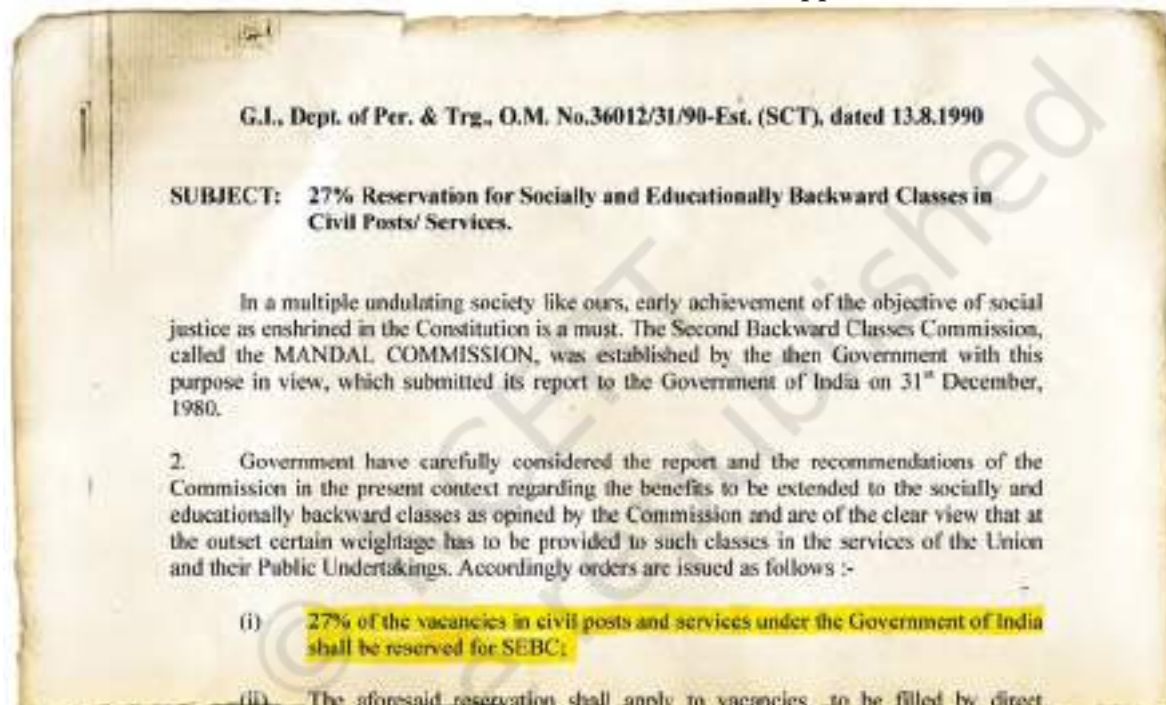 G.I., Dept. of Per. & Trg., O.M. No.36012/31/90-Est. (SCT), dated 13.8.1990
SUBJECT: 27% Reservation for Socially and Educationally Backward Classes in
Civil Posts/ Services.
In a multiple undulating society like ours, early achievement of the objective of social
justice as enshrined in the Constitution is a must. The Second Backward Classes Commission,
called the MANDAL COMMISSION, was established by the then Government with this
purpose in view, which submitted its report to the Government of India on 31st December,
1980.
2. Government have carefully considered the report and the recommendations of the
Commission in the present context regarding the benefits to be extended to the socially and
educationally backward classes as opined by the Commission and are of the clear view that at
the outset certain weightage has to be provided to such classes in the services of the Union
and their Public Undertakings. Accordingly orders are issued as follows :-
(i) 27% of the vacancies in civil posts and services under the Government of India
shall be reserved for SEBC;
(ii) The aforesaid reservation shall apply to vacancies to be filled by direct